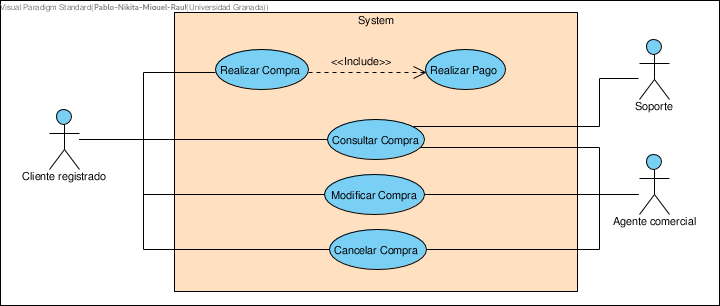 Visual Paradigm Standard(Pablo-Nikita-Miguel-Raul(Universidad Granada))
System
Realizar Compra
<<Include>>
Realizar Pago
Soporte
Consultar Compra
Cliente registrado
Modificar Compra
Agente comercial
Cancelar Compra